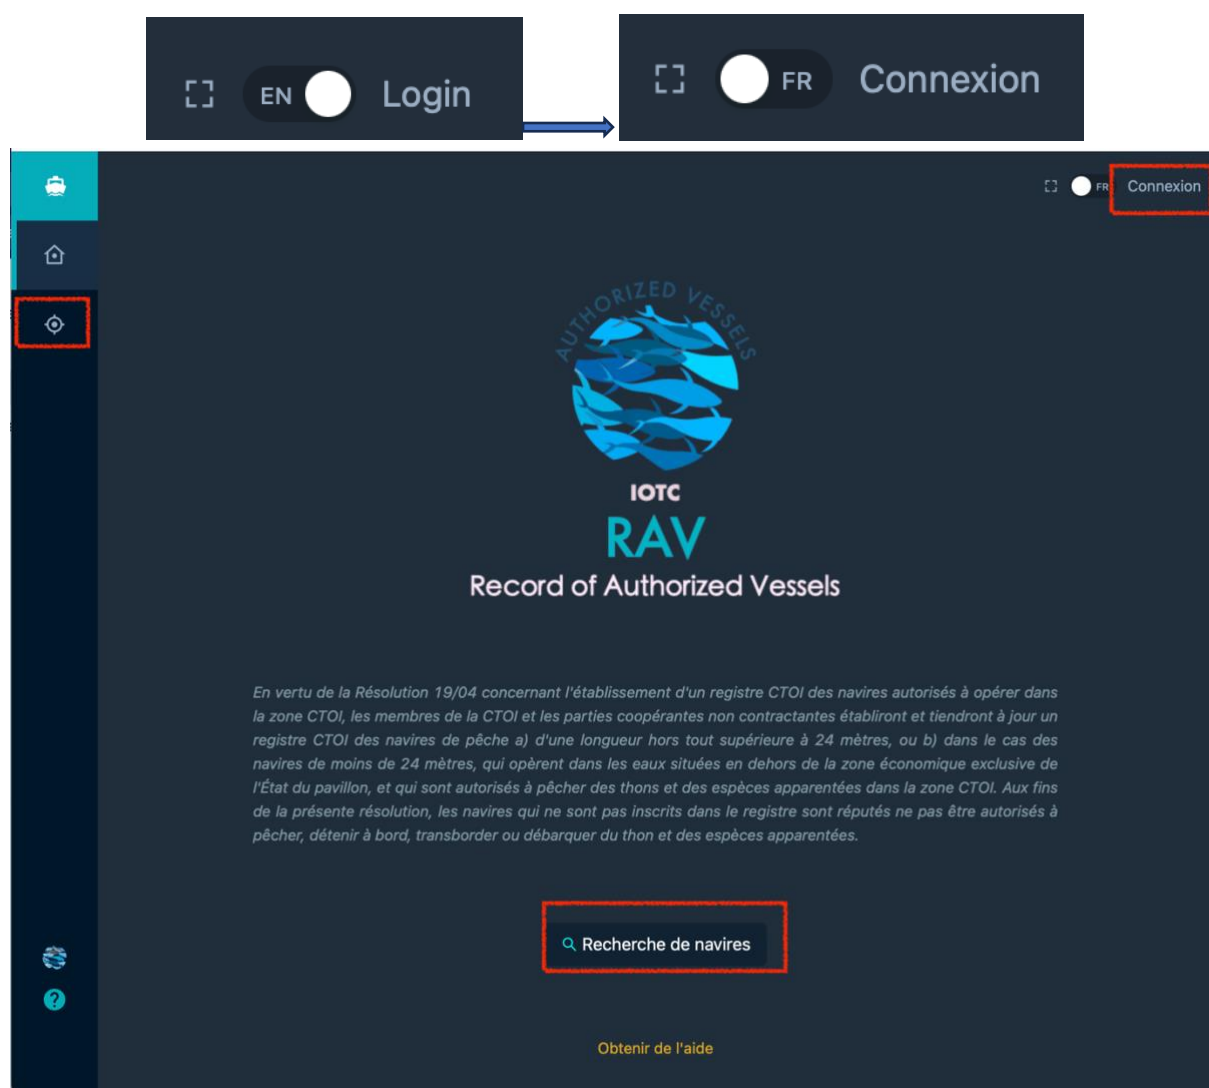 EN Login
FR Connexion
FR Connexion
AUTHORIZED VESSELS
IOTC
RAV
Record of Authorized Vessels
En vertu de la Résolution 19/04 concernant l'établissement d'un registre CTOI des navires autorisés à opérer dans
la zone CTOI, les membres de la CTOI et les parties coopérantes non contractantes établiront et tiendront à jour un
registre CTOI des navires de pêche a) d'une longueur hors tout supérieure à 24 mètres, ou b) dans le cas des
navires de moins de 24 mètres, qui opèrent dans les eaux situées en dehors de la zone économique exclusive de
l'État du pavillon, et qui sont autorisés à pêcher des thons et des espèces apparentées dans la zone CTOI. Aux fins
de la présente résolution, les navires qui ne sont pas inscrits dans le registre sont réputés ne pas être autorisés à
pêcher, détenir à bord, transborder ou débarquer du thon et des espèces apparentées.
Recherche de navires
Obtenir de l'aide